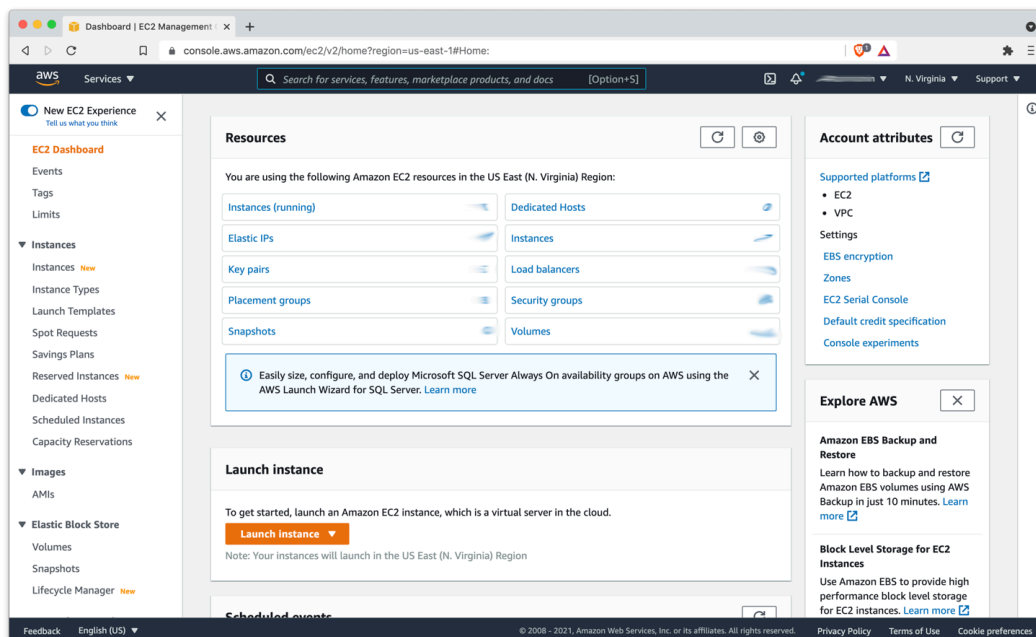 Dashboard | EC2 Management C
console.aws.amazon.com/ec2/v2/home?region=us-east-1#Home:
aws
Services
Search for services, features, marketplace products, and docs
[Option+S]
N. Virginia
Support
New EC2 Experience
Tell us what you think
EC2 Dashboard
Events
Tags
Limits
Instances
Instances New
Instance Types
Launch Templates
Spot Requests
Savings Plans
Reserved Instances New
Dedicated Hosts
Scheduled Instances
Capacity Reservations
Images
AMIs
Elastic Block Store
Volumes
Snapshots
Lifecycle Manager New
Resources
You are using the following Amazon EC2 resources in the US East (N. Virginia) Region:
Instances (running)
Dedicated Hosts
Elastic IPs
Instances
Key pairs
Load balancers
Placement groups
Security groups
Snapshots
Volumes
Easily size, configure, and deploy Microsoft SQL Server Always On availability groups on AWS using the
AWS Launch Wizard for SQL Server. Learn more
Launch instance
To get started, launch an Amazon EC2 instance, which is a virtual server in the cloud.
Launch instance
Note: Your instances will launch in the US East (N. Virginia) Region
Scheduled events
Account attributes
Supported platforms
• EC2
• VPC
Settings
EBS encryption
Zones
EC2 Serial Console
Default credit specification
Console experiments
Explore AWS
Amazon EBS Backup and
Restore
Learn how to backup and restore
Amazon EBS volumes using AWS
Backup in just 10 minutes. Learn
more
Block Level Storage for EC2
Instances
Use Amazon EBS to provide high
performance block level storage
for EC2 instances. Learn more
Feedback
English (US)
© 2008 - 2021, Amazon Web Services, Inc. or its affiliates. All rights reserved.
Privacy Policy
Terms of Use
Cookie preferences